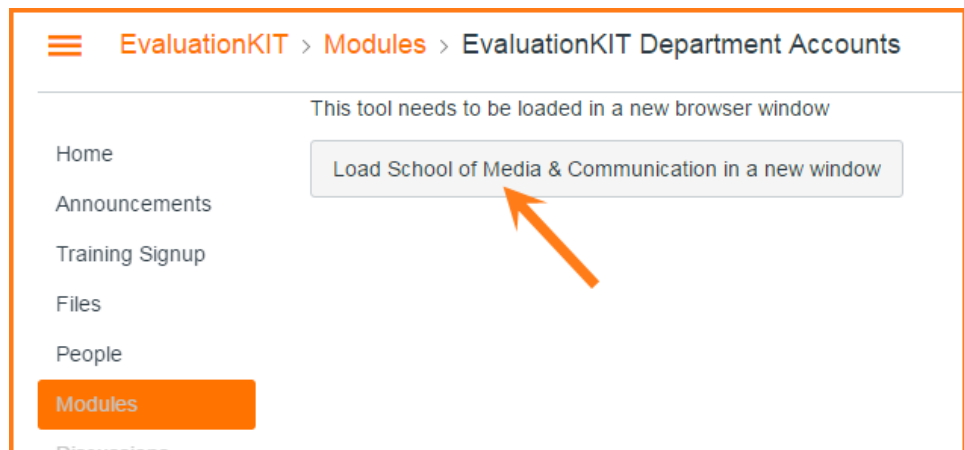 EvaluationKIT > Modules > EvaluationKIT Department Accounts
This tool needs to be loaded in a new browser window
Load School of Media & Communication in a new window
Home
Announcements
Training Signup
Files
People
Modules